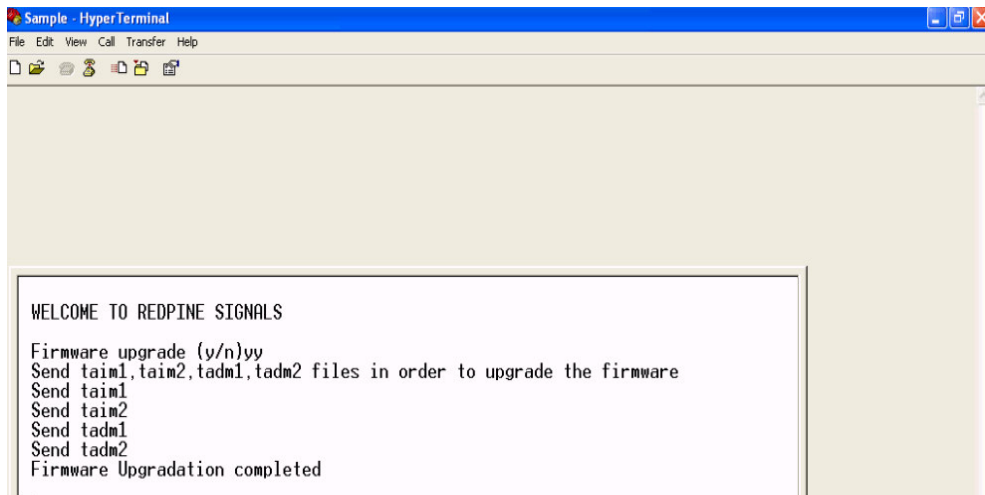 Sample - HyperTerminal
File Edit View Call Transfer Help
WELCOME TO REDPINE SIGNALS
Firmware upgrade (y/n)yy
Send taim1,taim2,tadm1,tadm2 files in order to upgrade the firmware
Send taim1
Send taim2
Send tadm1
Send tadm2
Firmware Upgradation completed